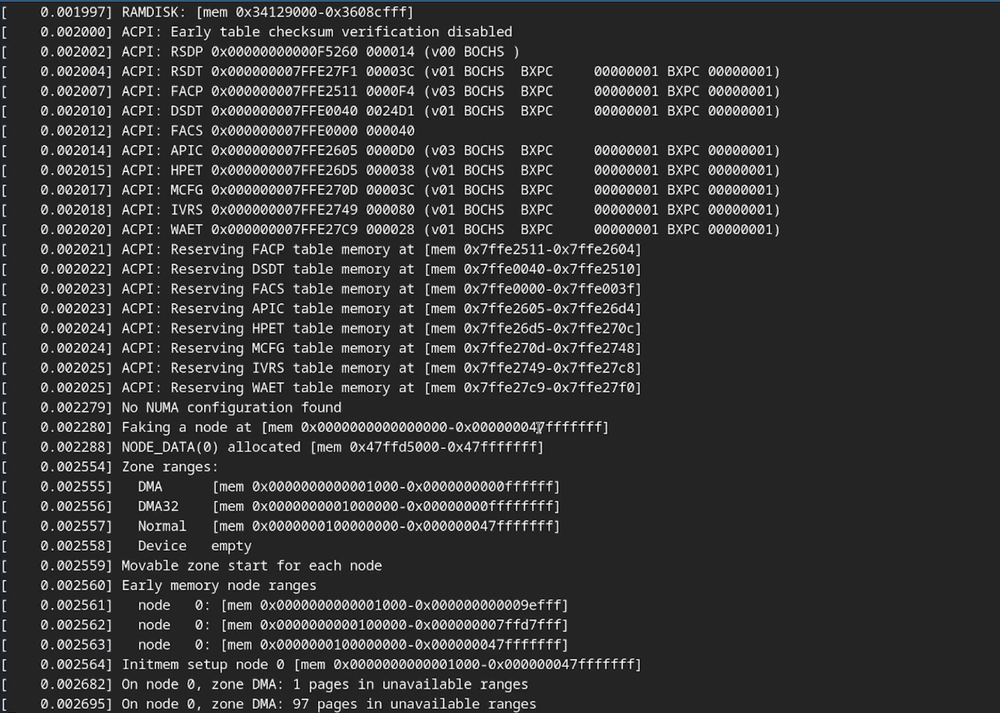 [    0.001997] RAMDISK: [mem 0x34129000-0x3608cfff]
[    0.002000] ACPI: Early table checksum verification disabled
[    0.002002] ACPI: RSDP 0x00000000000F5260 000014 (v00 BOCHS )
[    0.002004] ACPI: RSDT 0x000000007FFE27F1 00003C (v01 BOCHS  BXPC     00000001 BXPC 00000001)
[    0.002007] ACPI: FACP 0x000000007FFE2511 0000F4 (v03 BOCHS  BXPC     00000001 BXPC 00000001)
[    0.002010] ACPI: DSDT 0x000000007FFE0040 0024D1 (v01 BOCHS  BXPC     00000001 BXPC 00000001)
[    0.002012] ACPI: FACS 0x000000007FFE0000 000040
[    0.002014] ACPI: APIC 0x000000007FFE2605 0000D0 (v03 BOCHS  BXPC     00000001 BXPC 00000001)
[    0.002015] ACPI: HPET 0x000000007FFE26D5 000038 (v01 BOCHS  BXPC     00000001 BXPC 00000001)
[    0.002017] ACPI: MCFG 0x000000007FFE270D 00003C (v01 BOCHS  BXPC     00000001 BXPC 00000001)
[    0.002018] ACPI: IVRS 0x000000007FFE2749 000080 (v01 BOCHS  BXPC     00000001 BXPC 00000001)
[    0.002020] ACPI: WAET 0x000000007FFE27C9 000028 (v01 BOCHS  BXPC     00000001 BXPC 00000001)
[    0.002021] ACPI: Reserving FACP table memory at [mem 0x7ffe2511-0x7ffe2604]
[    0.002022] ACPI: Reserving DSDT table memory at [mem 0x7ffe0040-0x7ffe2510]
[    0.002023] ACPI: Reserving FACS table memory at [mem 0x7ffe0000-0x7ffe003f]
[    0.002023] ACPI: Reserving APIC table memory at [mem 0x7ffe2605-0x7ffe26d4]
[    0.002024] ACPI: Reserving HPET table memory at [mem 0x7ffe26d5-0x7ffe270c]
[    0.002024] ACPI: Reserving MCFG table memory at [mem 0x7ffe270d-0x7ffe2748]
[    0.002025] ACPI: Reserving IVRS table memory at [mem 0x7ffe2749-0x7ffe27c8]
[    0.002025] ACPI: Reserving WAET table memory at [mem 0x7ffe27c9-0x7ffe27f0]
[    0.002279] No NUMA configuration found
[    0.002280] Faking a node at [mem 0x0000000000000000-0x000000047fffffff]
[    0.002288] NODE_DATA(0) allocated [mem 0x47ffd5000-0x47fffffff]
[    0.002554] Zone ranges:
[    0.002555]   DMA      [mem 0x0000000000001000-0x0000000000ffffff]
[    0.002556]   DMA32    [mem 0x0000000001000000-0x00000000ffffffff]
[    0.002557]   Normal   [mem 0x0000000100000000-0x000000047fffffff]
[    0.002558]   Device   empty
[    0.002559] Movable zone start for each node
[    0.002560] Early memory node ranges
[    0.002561]   node   0: [mem 0x0000000000001000-0x000000000009efff]
[    0.002562]   node   0: [mem 0x0000000000100000-0x000000007ffd7fff]
[    0.002563]   node   0: [mem 0x0000000100000000-0x000000047fffffff]
[    0.002564] Initmem setup node 0 [mem 0x0000000000001000-0x000000047fffffff]
[    0.002682] On node 0, zone DMA: 1 pages in unavailable ranges
[    0.002695] On node 0, zone DMA: 97 pages in unavailable ranges